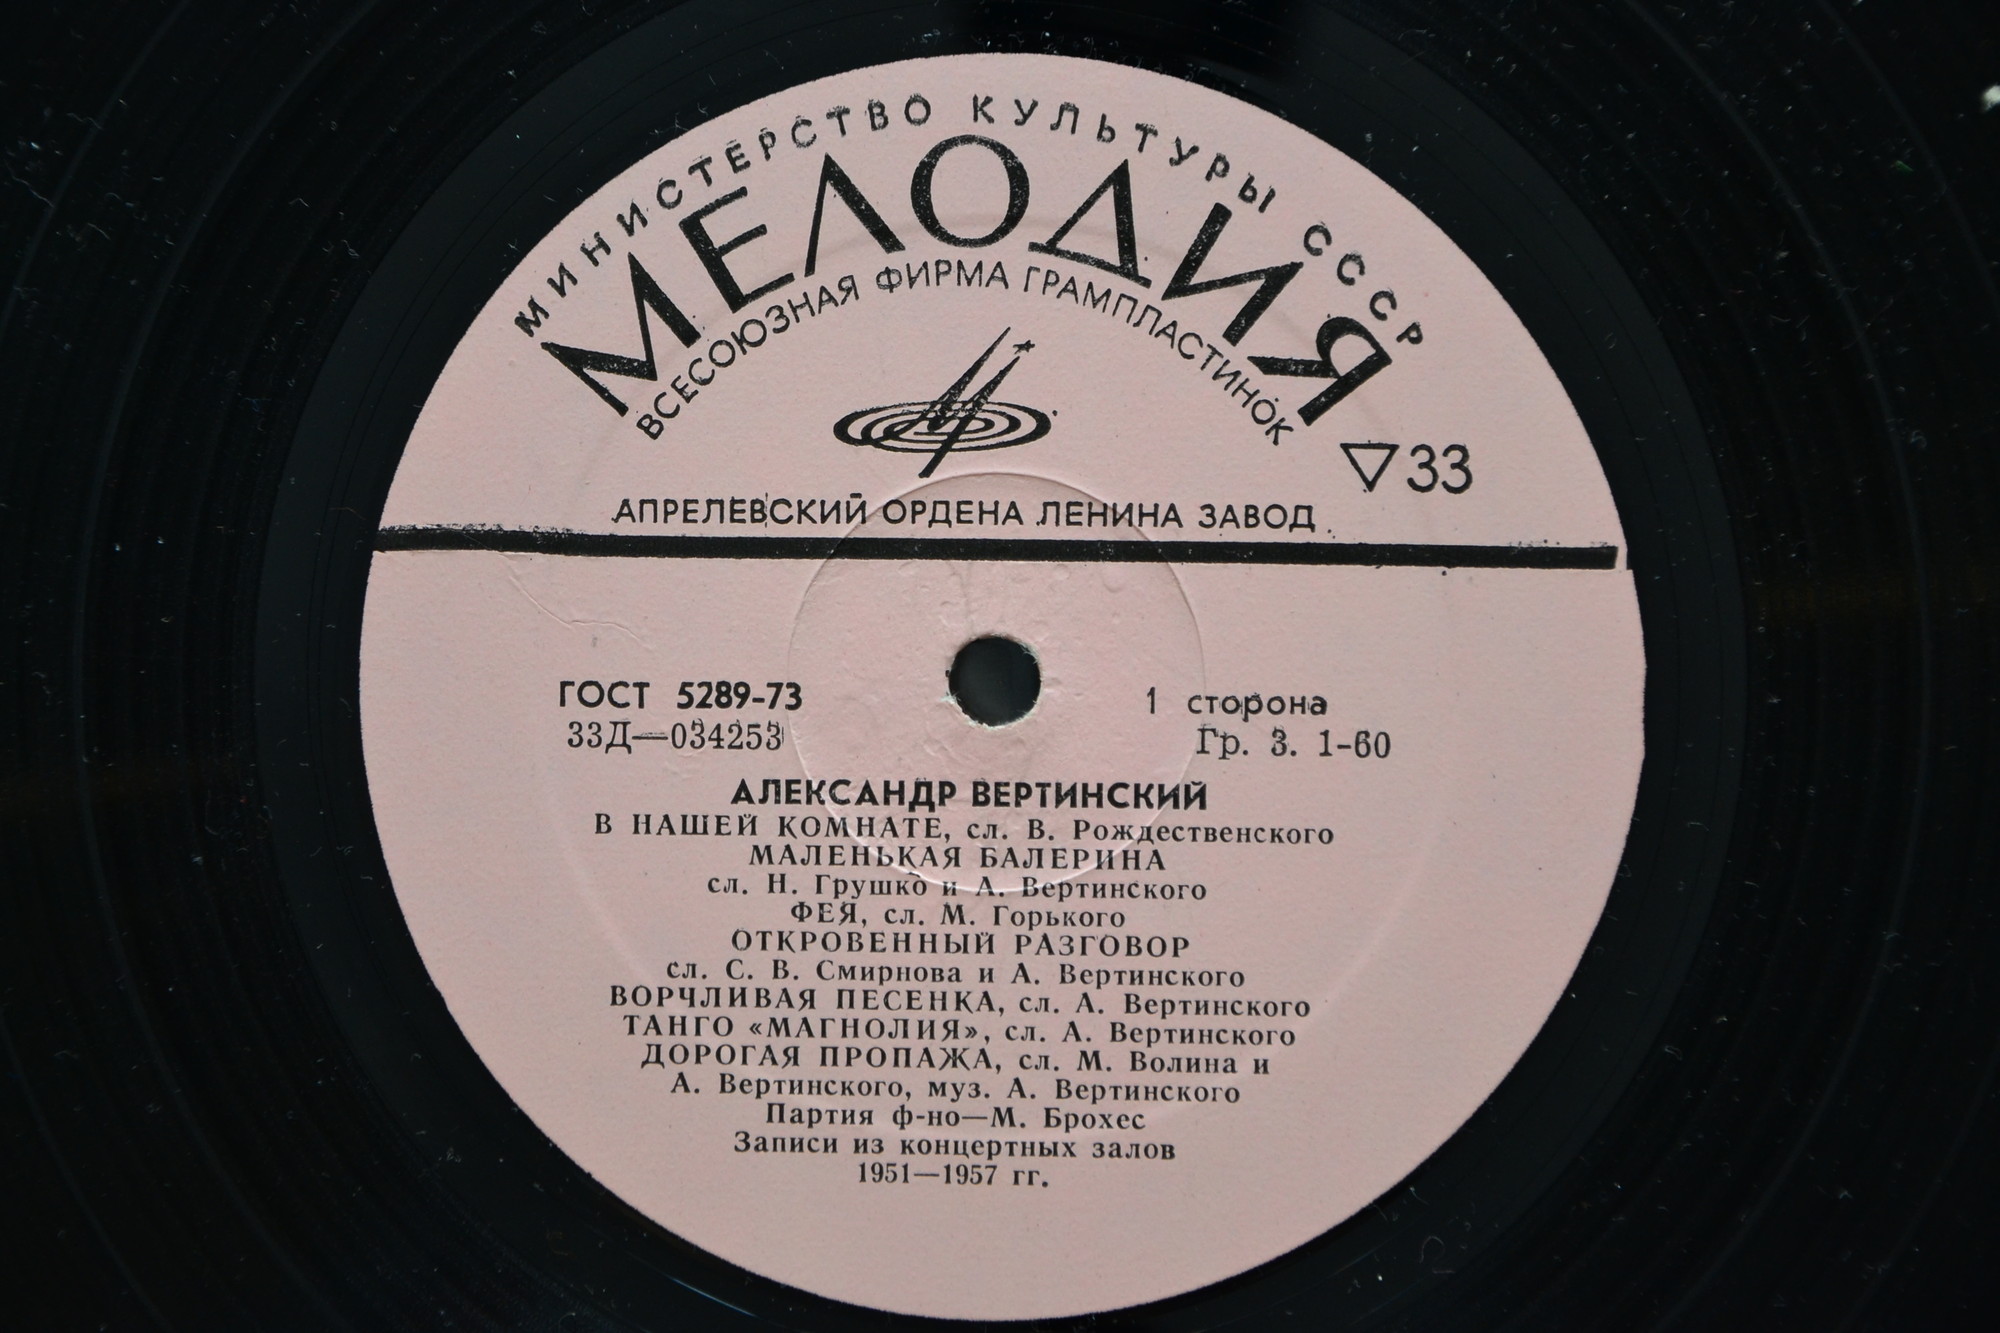 МИНИСТЕРСТВО КУЛЬТУРЫ СССР
МЕЛОДИЯ
ВСЕСОЮЗНАЯ ФИРМА ГРАМПЛАСТИНОК
33
АПРЕЛЕВСКИЙ ОРДЕНА ЛЕНИНА ЗАВОД
ГОСТ 5289-73
33Д—034253
1 сторона
Гр. 3. 1-60
АЛЕКСАНДР ВЕРТИНСКИЙ
В НАШЕЙ КОМНАТЕ, сл. В. Рождественского
МАЛЕНЬКАЯ БАЛЕРИНА
сл. Н. Грушко и А. Вертинского
ФЕЯ, сл. М. Горького
ОТКРОВЕННЫЙ РАЗГОВОР
сл. С. В. Смирнова и А. Вертинского
ВОРЧЛИВАЯ ПЕСЕНКА, сл. А. Вертинского
ТАНГО «МАГНОЛИЯ», сл. А. Вертинского
ДОРОГАЯ ПРОПАЖА, сл. М. Волина и
А. Вертинского, муз. А. Вертинского
Партия ф-но—М. Брохес
Записи из концертных залов
1951—1957 гг.